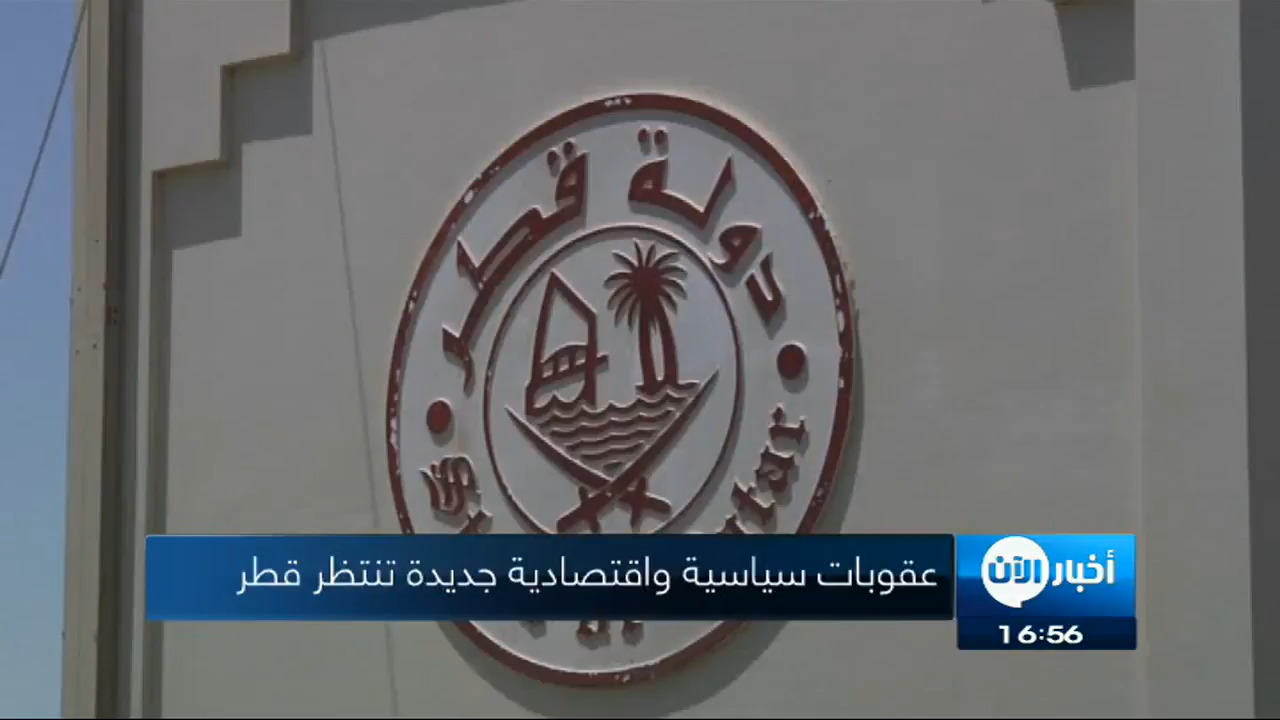 دولة قطر
عقوبات سياسية واقتصادية جديدة تنتظر قطر
أخبار الآن
16:56